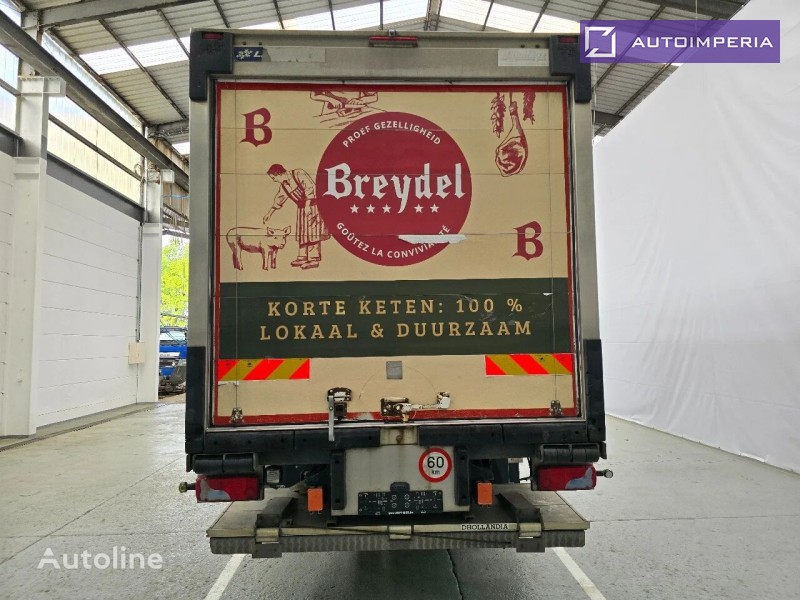 AUTOIMPERIA
B
PROEF GEZELLIGHEID
Breydel
GOÛTEZ LA CONVIVIALITÉ
B
KORTE KETEN: 100 %
LOKAAL & DUURZAAM
60
km
DHOLLANDIA
Autoline